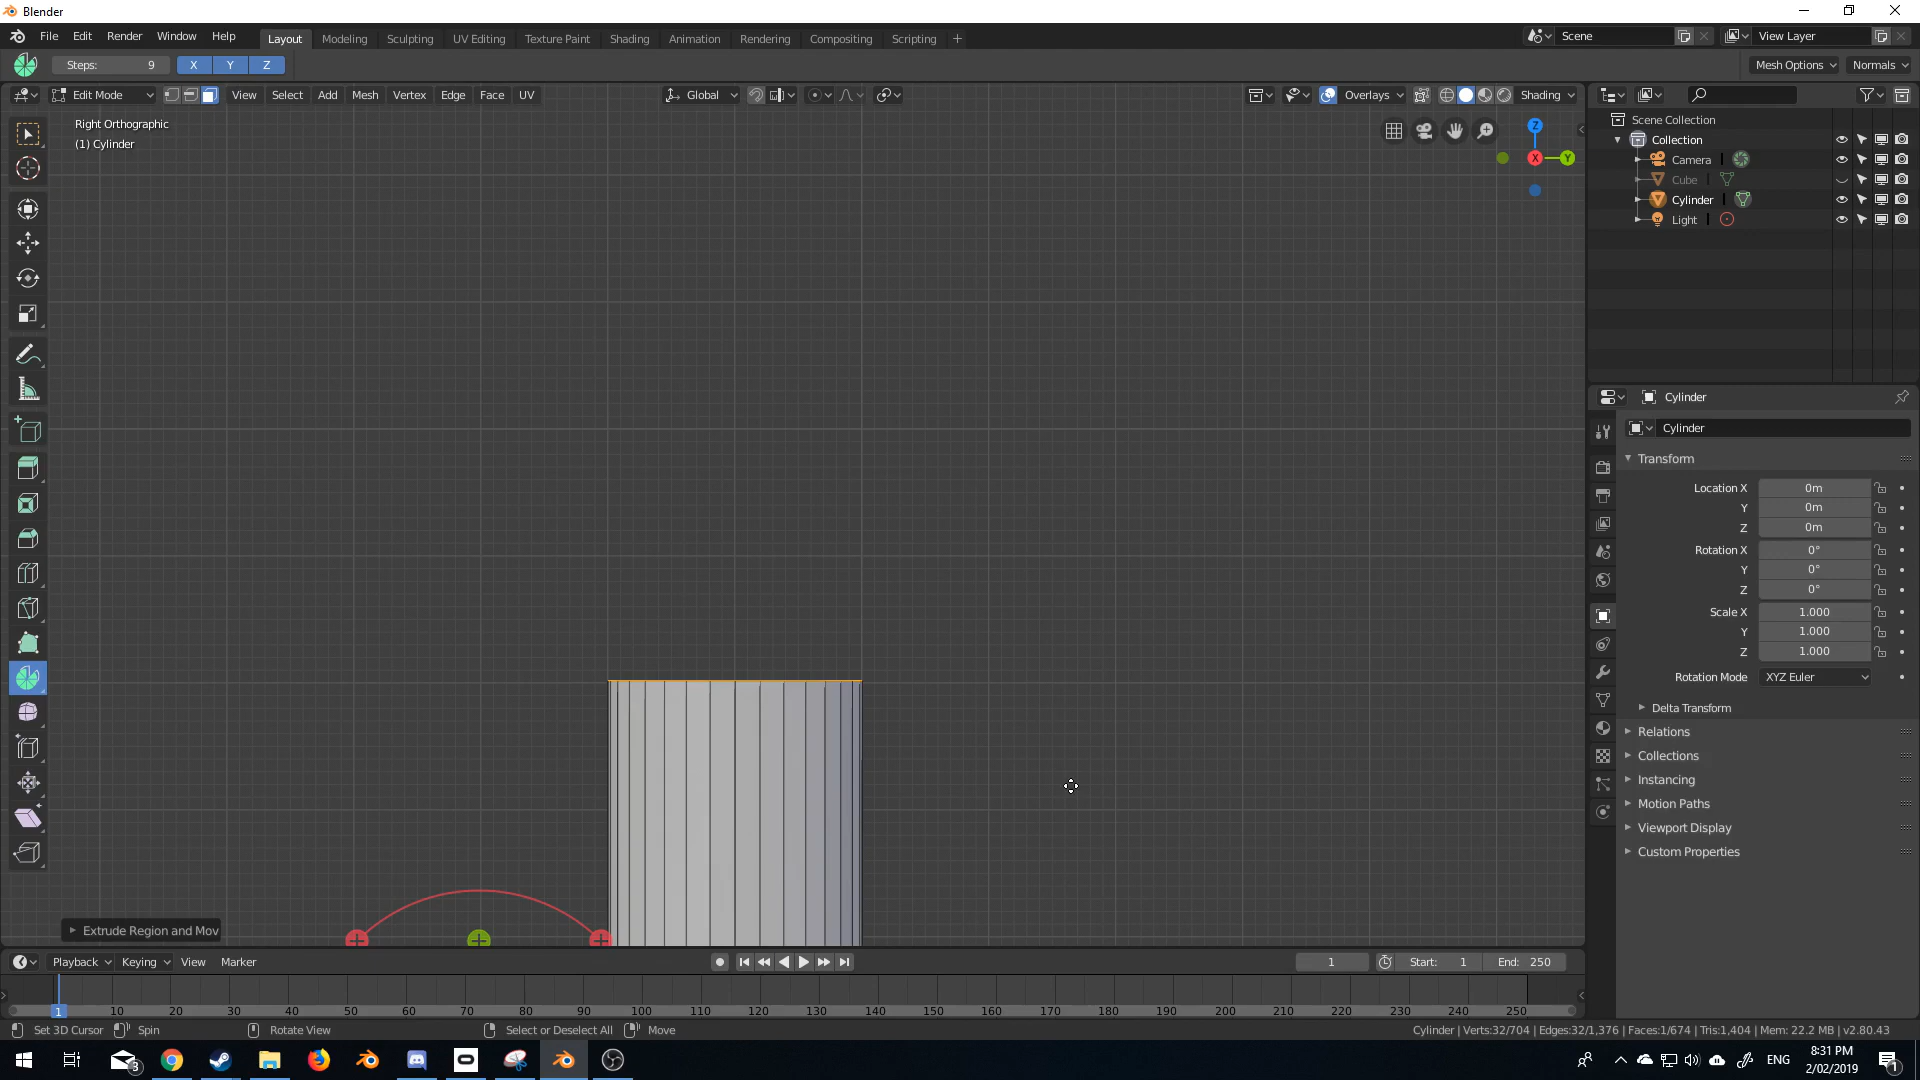 Blender
File Edit Render Window Help
Layout Modeling Sculpting UV Editing Texture Paint Shading Animation Rendering Compositing Scripting +
Scene
View Layer
Steps: 9
X Y Z
Mesh Options
Normals
Edit Mode
View Select Add Mesh Vertex Edge Face UV
Global
Overlays
Shading
Right Orthographic
(1) Cylinder
Z
X
Y
Scene Collection
Collection
Camera
Cube
Cylinder
Light
Cylinder
Cylinder
Transform
Location X 0m
Y 0m
Z 0m
Rotation X 0°
Y 0°
Z 0°
Scale X 1.000
Y 1.000
Z 1.000
Rotation Mode XYZ Euler
Delta Transform
Relations
Collections
Instancing
Motion Paths
Viewport Display
Custom Properties
Extrude Region and Mov
Playback Keying View Marker
1
Start: 1
End: 250
1 10 20 30 40 50 60 70 80 90 100 110 120 130 140 150 160 170 180 190 200 210 220 230 240 250
Set 3D Cursor Spin Rotate View Select or Deselect All Move
Cylinder | Verts:32/704 | Edges:32/1,376 | Faces:1/674 | Tris:1,404 | Mem: 22.2 MB | v2.80.43
3
ENG
8:31 PM
2/02/2019
1